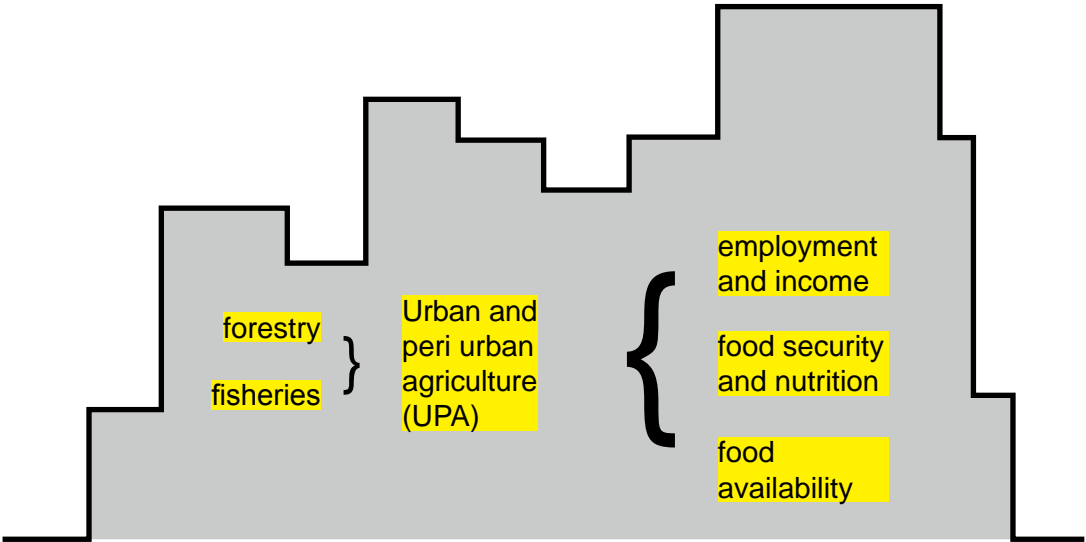 forestry
fisheries
}
Urban and
peri urban
agriculture
(UPA)
{
employment
and income
food security
and nutrition
food
availability